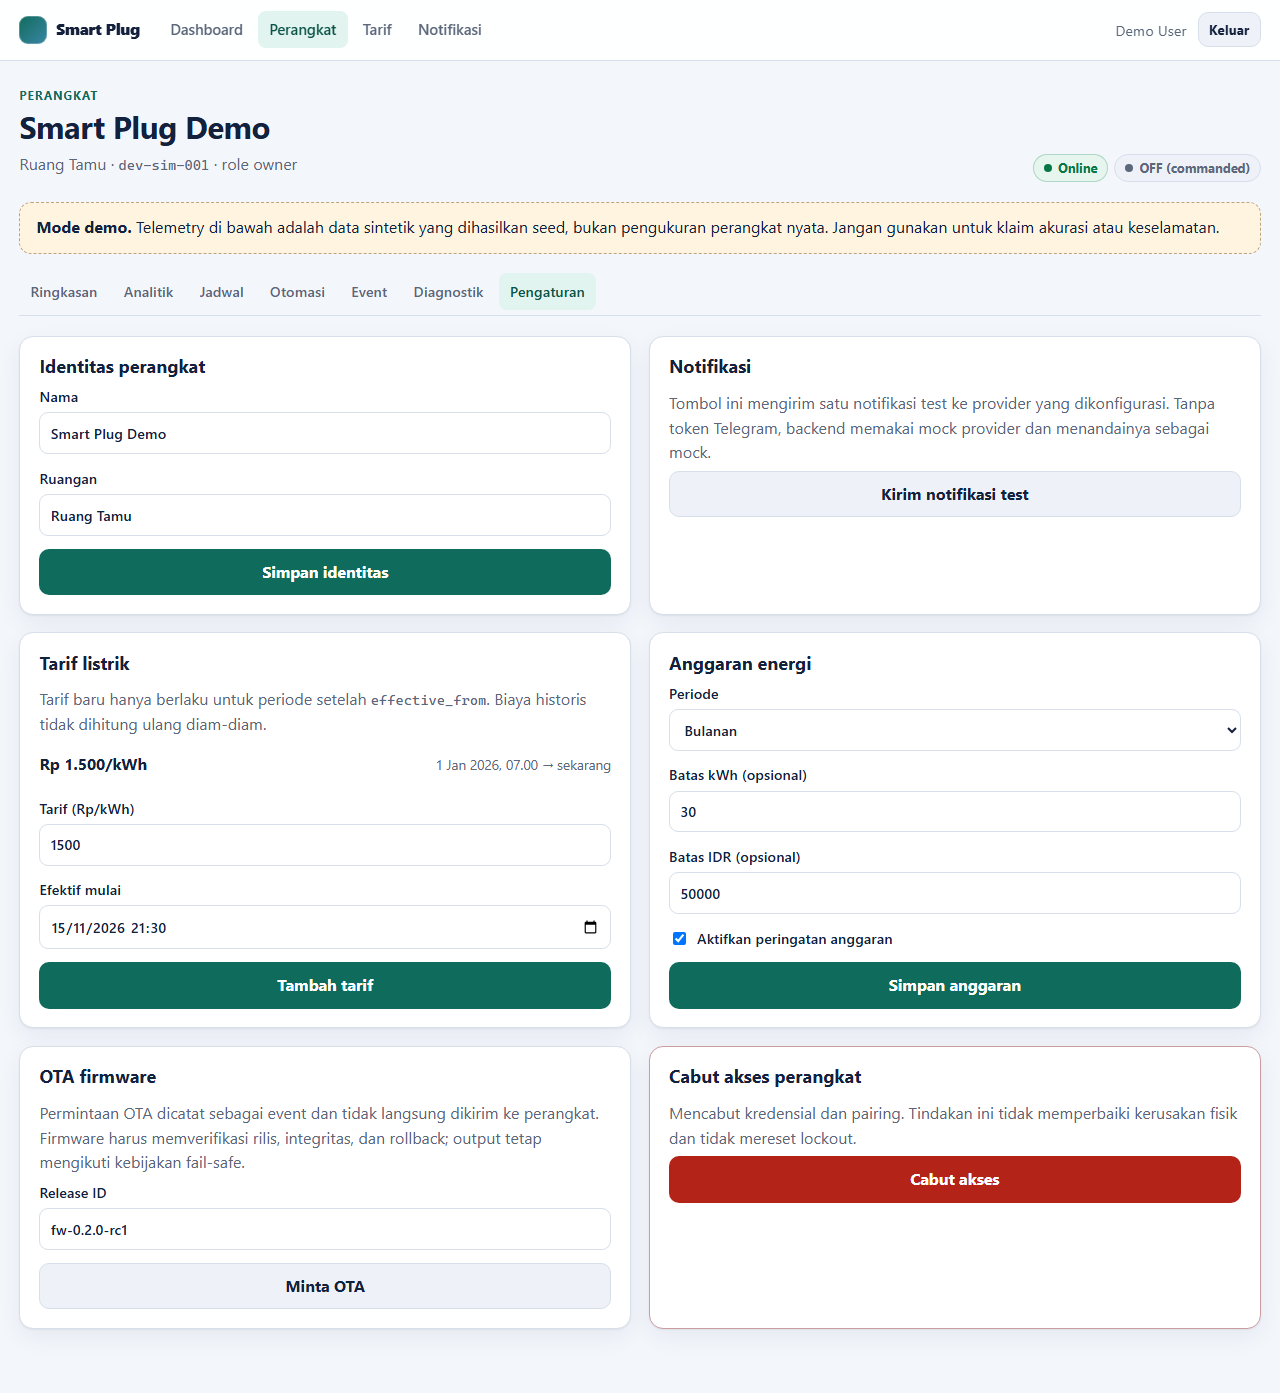 Smart Plug
Dashboard
Perangkat
Tarif
Notifikasi
Demo User
Keluar
PERANGKAT
Smart Plug Demo
Ruang Tamu · dev-sim-001 · role owner
Online
OFF (commanded)
Mode demo. Telemetry di bawah adalah data sintetik yang dihasilkan seed, bukan pengukuran perangkat nyata. Jangan gunakan untuk klaim akurasi atau keselamatan.
Ringkasan
Analitik
Jadwal
Otomasi
Event
Diagnostik
Pengaturan
Identitas perangkat
Nama
Smart Plug Demo
Ruangan
Ruang Tamu
Simpan identitas
Notifikasi
Tombol ini mengirim satu notifikasi test ke provider yang dikonfigurasi. Tanpa
token Telegram, backend memakai mock provider dan menandainya sebagai
mock.
Kirim notifikasi test
Tarif listrik
Tarif baru hanya berlaku untuk periode setelah effective_from. Biaya historis
tidak dihitung ulang diam-diam.
Rp 1.500/kWh
1 Jan 2026, 07.00 → sekarang
Tarif (Rp/kWh)
1500
Efektif mulai
15/11/2026 21:30
Tambah tarif
Anggaran energi
Periode
Bulanan
Batas kWh (opsional)
30
Batas IDR (opsional)
50000
Aktifkan peringatan anggaran
Simpan anggaran
OTA firmware
Permintaan OTA dicatat sebagai event dan tidak langsung dikirim ke perangkat.
Firmware harus memverifikasi rilis, integritas, dan rollback; output tetap
mengikuti kebijakan fail-safe.
Release ID
fw-0.2.0-rc1
Minta OTA
Cabut akses perangkat
Mencabut kredensial dan pairing. Tindakan ini tidak memperbaiki kerusakan fisik
dan tidak mereset lockout.
Cabut akses